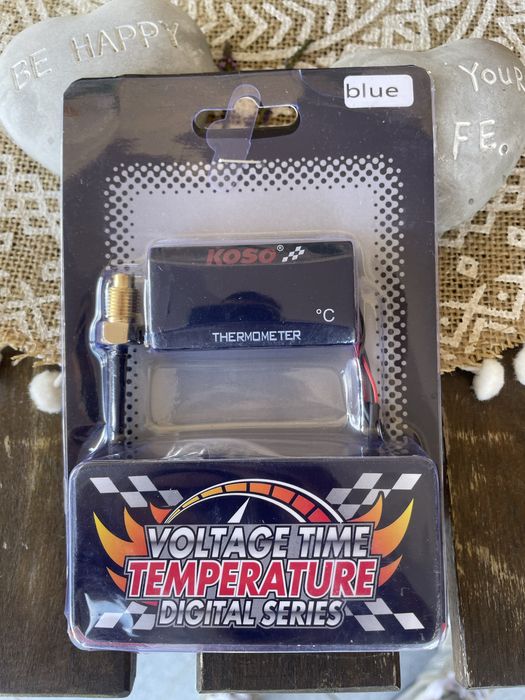 BE HAPPY
YOUR
FE.
blue
KOSO®
°C
THERMOMETER
VOLTAGE TIME
TEMPERATURE
DIGITAL SERIES